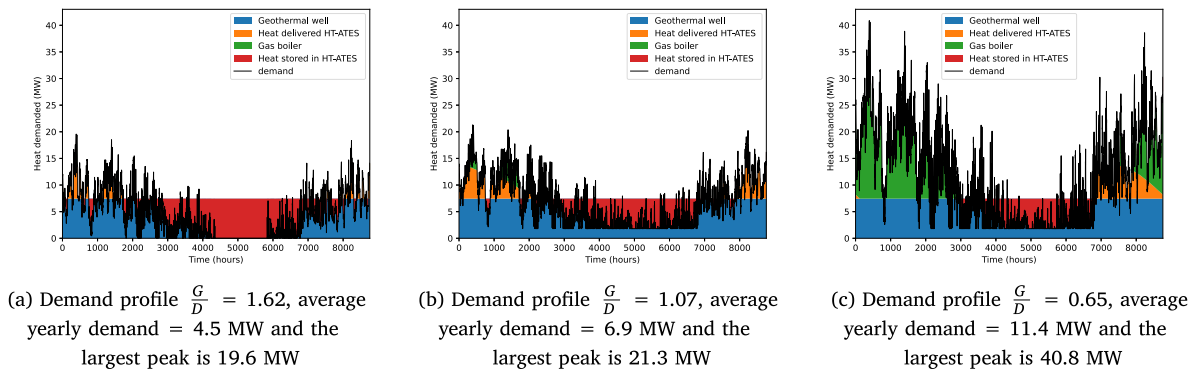 40
35
30
25
20
15
10
5
0
Heat demanded (MW)
Geothermal well
Heat delivered HT-ATES
Gas boiler
Heat stored in HT-ATES
demand
0 1000 2000 3000 4000 5000 6000 7000 8000
Time (hours)
(a) Demand profile G/D = 1.62, average
yearly demand = 4.5 MW and the
largest peak is 19.6 MW
40
35
30
25
20
15
10
5
0
Heat demanded (MW)
Geothermal well
Heat delivered HT-ATES
Gas boiler
Heat stored in HT-ATES
demand
0 1000 2000 3000 4000 5000 6000 7000 8000
Time (hours)
(b) Demand profile G/D = 1.07, average
yearly demand = 6.9 MW and the
largest peak is 21.3 MW
40
35
30
25
20
15
10
5
0
Heat demanded (MW)
Geothermal well
Heat delivered HT-ATES
Gas boiler
Heat stored in HT-ATES
demand
0 1000 2000 3000 4000 5000 6000 7000 8000
Time (hours)
(c) Demand profile G/D = 0.65, average
yearly demand = 11.4 MW and the
largest peak is 40.8 MW